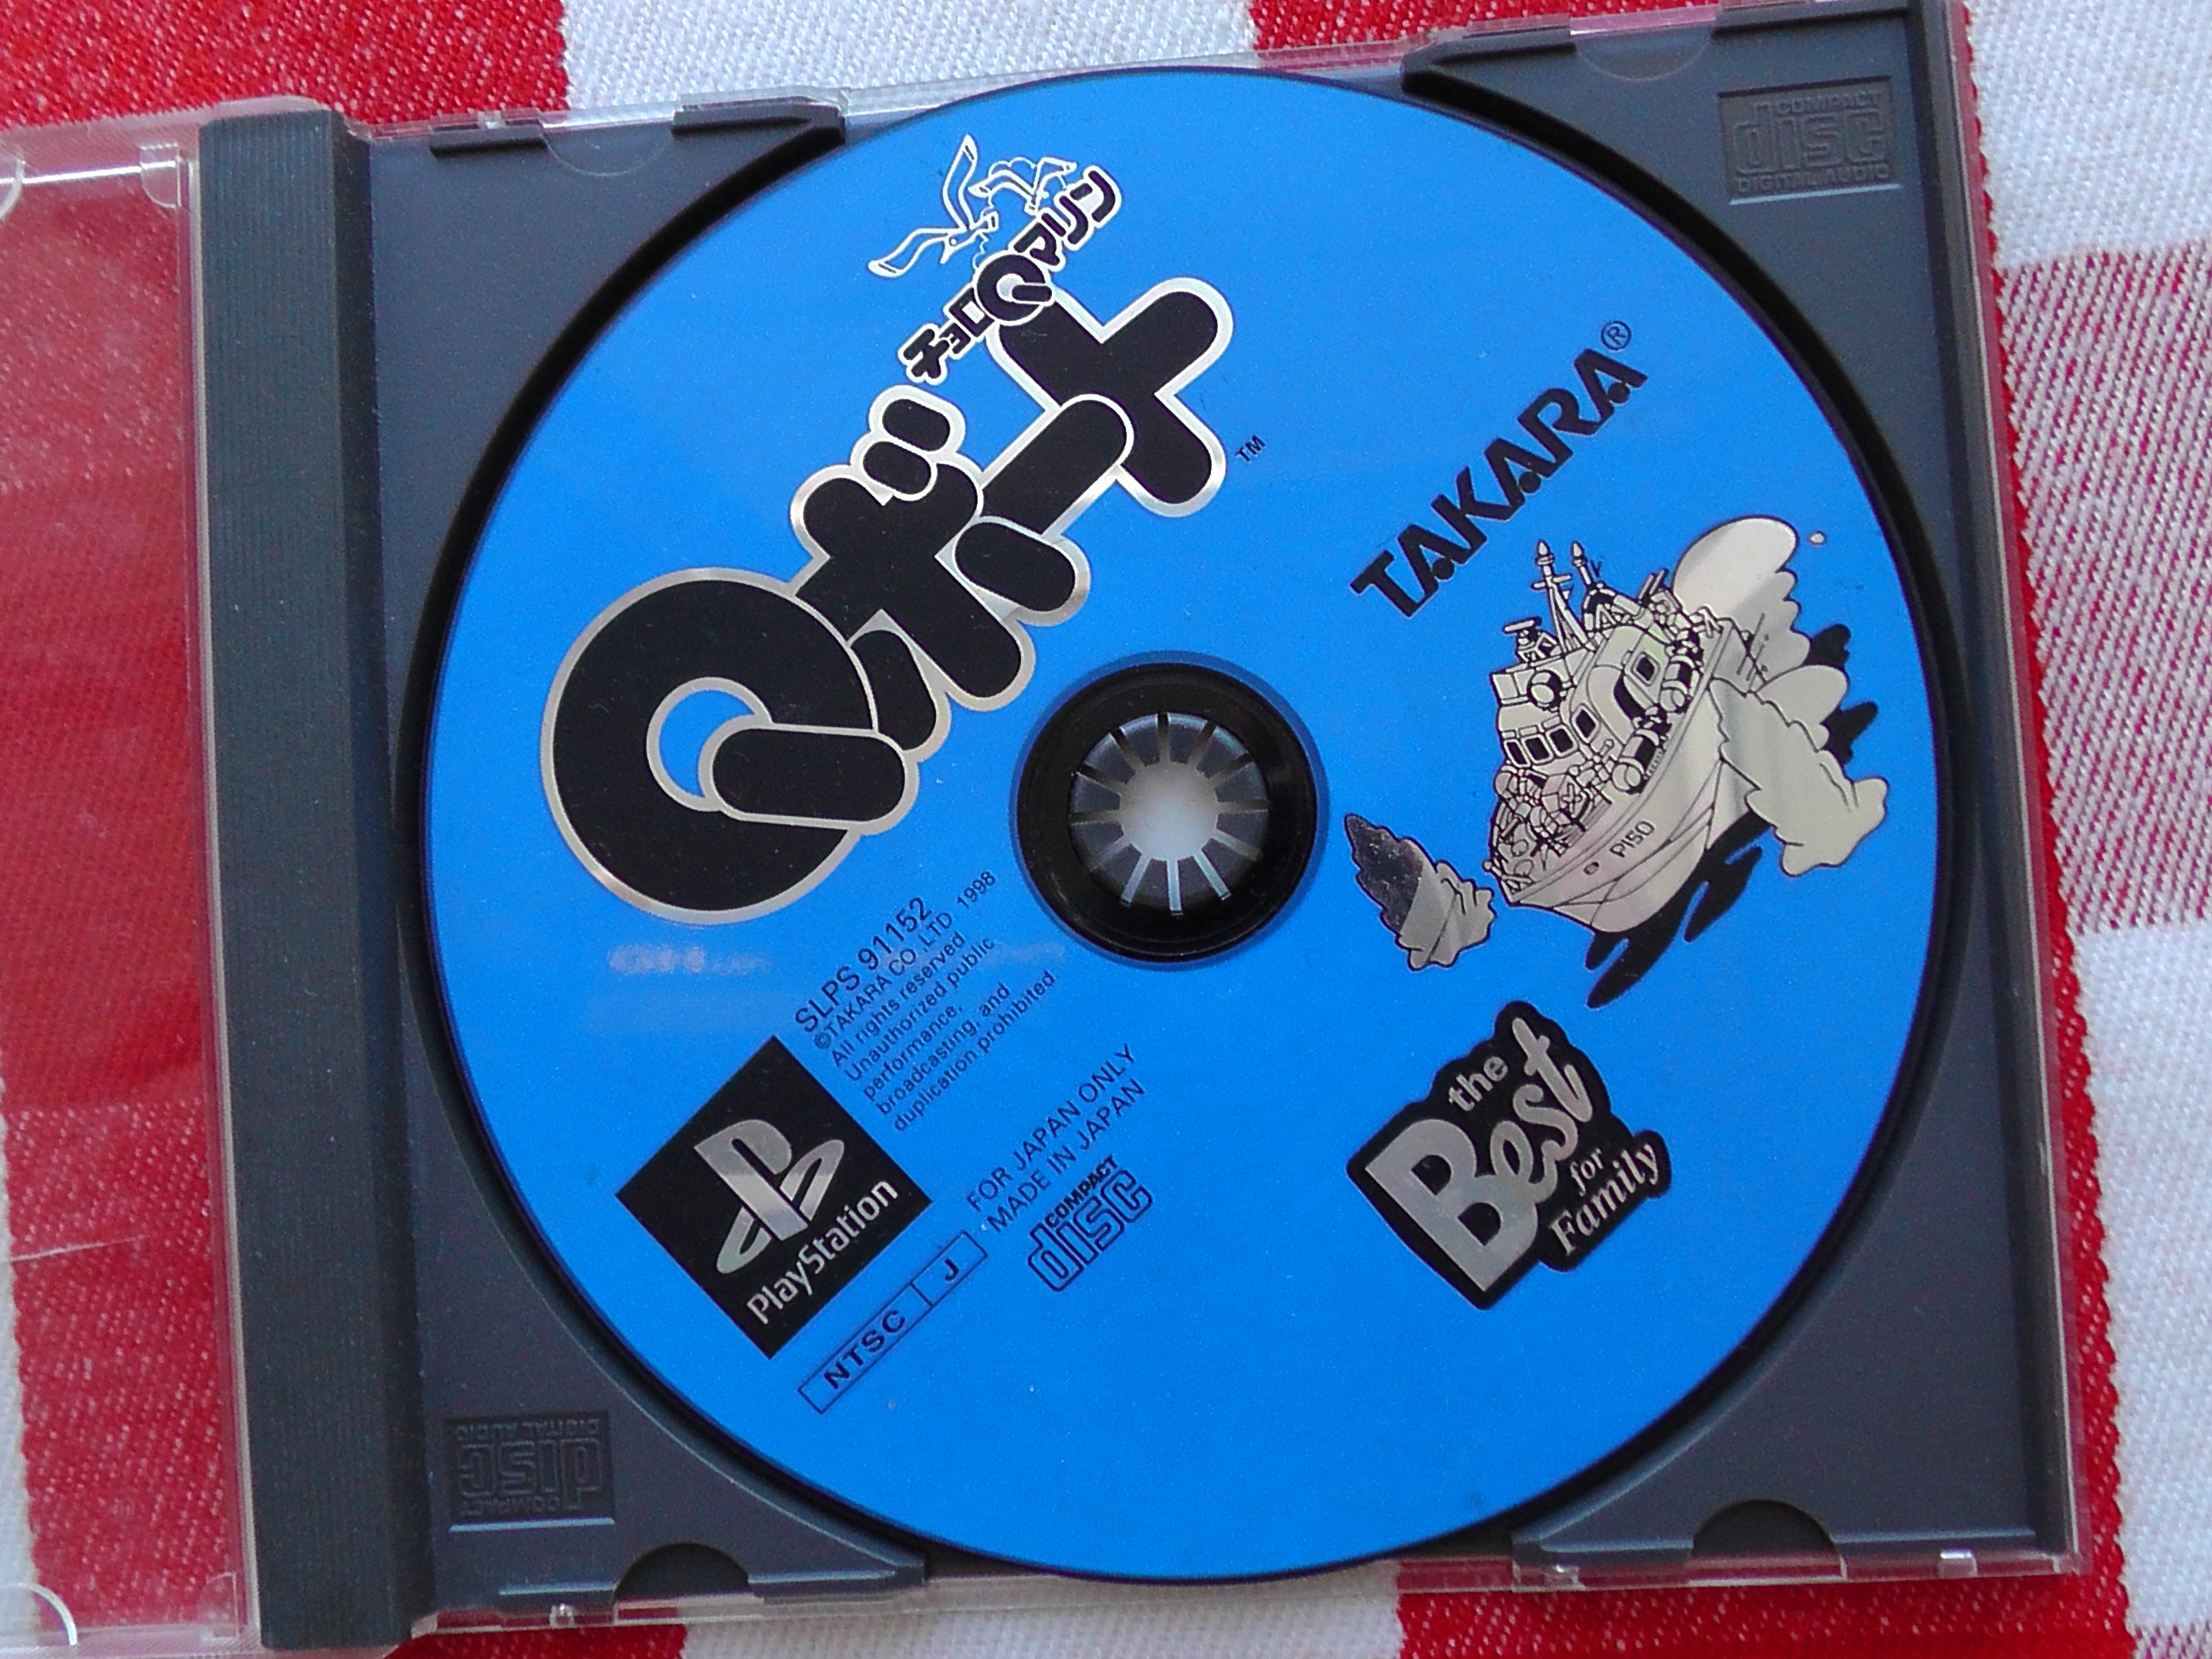 チョロQマリン
Qボート
TM
TAKARA®
P150
SLPS 91152
©TAKARA CO.,LTD 1998
All rights reserved
Unauthorized public
performance,
broadcasting, and
duplication prohibited
FOR JAPAN ONLY
MADE IN JAPAN
PlayStation
NTSC J
COMPACT
disc
the
Best
for
Family
COMPACT
disc
DIGITAL AUDIO
COMPACT
disc
DIGITAL AUDIO